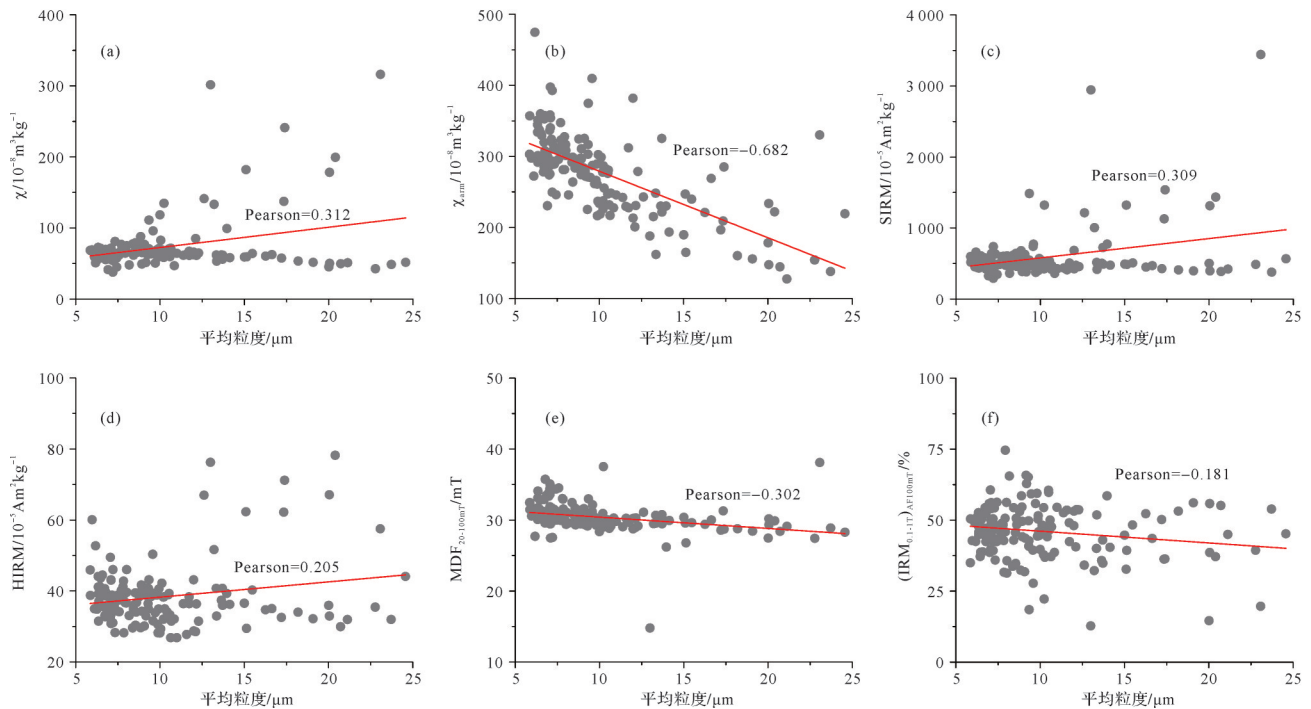 (a)
400
300
200
100
0
χ/10⁻⁸m³kg⁻¹
Pearson=0.312
5 10 15 20 25
平均粒度/μm
(b)
500
400
300
200
100
χarm/10⁻⁸m³kg⁻¹
Pearson=−0.682
5 10 15 20 25
平均粒度/μm
(c)
4 000
3 000
2 000
1 000
0
SIRM/10⁻⁵Am²kg⁻¹
Pearson=0.309
5 10 15 20 25
平均粒度/μm
(d)
100
80
60
40
20
HIRM/10⁻⁵Am²kg⁻¹
Pearson=0.205
5 10 15 20 25
平均粒度/μm
(e)
50
40
30
20
10
MDF20-100mT/mT
Pearson=−0.302
5 10 15 20 25
平均粒度/μm
(f)
100
75
50
25
0
(IRM0.1-1T)AF100mT/%
Pearson=−0.181
5 10 15 20 25
平均粒度/μm